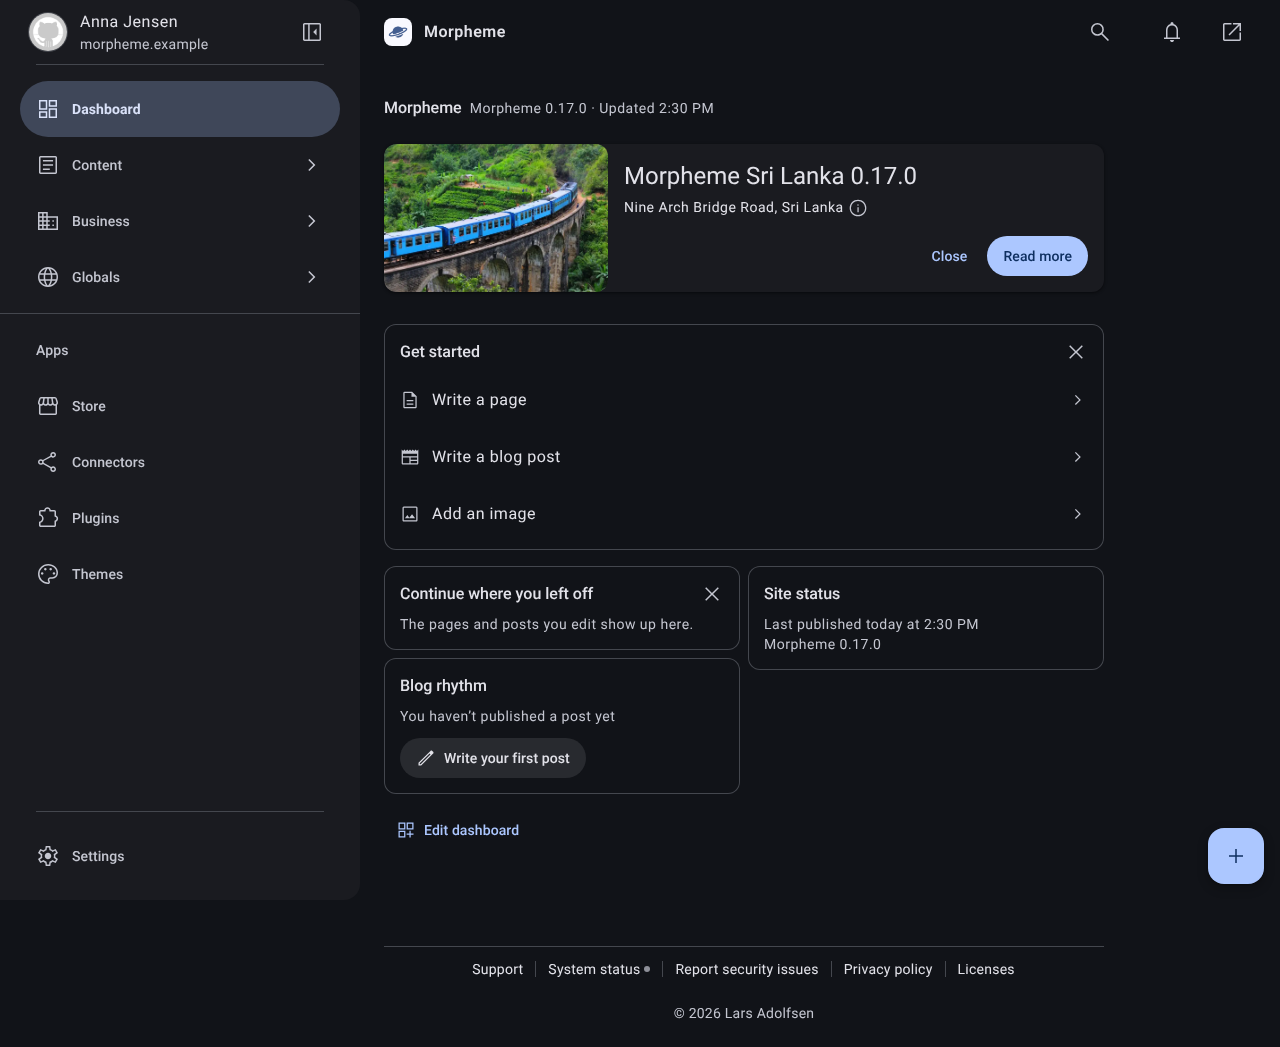 Anna Jensen
morpheme.example
Dashboard
Content
Business
Globals
Apps
Store
Connectors
Plugins
Themes
Settings
Morpheme
Morpheme Morpheme 0.17.0 · Updated 2:30 PM
Morpheme Sri Lanka 0.17.0
Nine Arch Bridge Road, Sri Lanka
Close
Read more
Get started
Write a page
Write a blog post
Add an image
Continue where you left off
The pages and posts you edit show up here.
Site status
Last published today at 2:30 PM
Morpheme 0.17.0
Blog rhythm
You haven’t published a post yet
Write your first post
Edit dashboard
Support
System status
Report security issues
Privacy policy
Licenses
© 2026 Lars Adolfsen